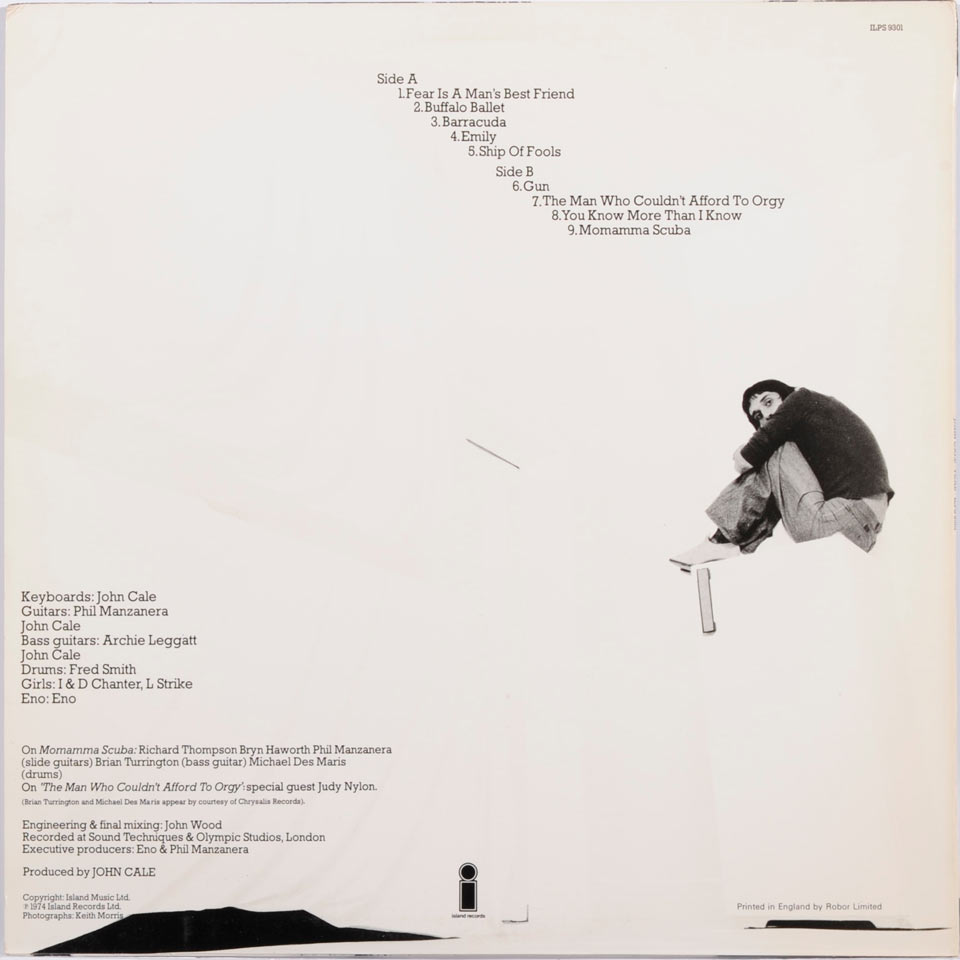 ILPS 9301
Side A
1.Fear Is A Man's Best Friend
2.Buffalo Ballet
3.Barracuda
4.Emily
5.Ship Of Fools
Side B
6.Gun
7.The Man Who Couldn't Afford To Orgy
8.You Know More Than I Know
9.Momamma Scuba
Keyboards: John Cale
Guitars: Phil Manzanera
John Cale
Bass guitars: Archie Leggatt
John Cale
Drums: Fred Smith
Girls: I & D Chanter, L Strike
Eno: Eno
On Momamma Scuba: Richard Thompson Bryn Haworth Phil Manzanera
(slide guitars) Brian Turrington (bass guitar) Michael Des Maris
(drums)
On 'The Man Who Couldn't Afford To Orgy': special guest Judy Nylon.
(Brian Turrington and Michael Des Maris appear by courtesy of Chrysalis Records).
Engineering & final mixing: John Wood
Recorded at Sound Techniques & Olympic Studios, London
Executive producers: Eno & Phil Manzanera
Produced by JOHN CALE
Copyright: Island Music Ltd.
℗ 1974 Island Records Ltd.
Photographs: Keith Morris
island records
Printed in England by Robor Limited